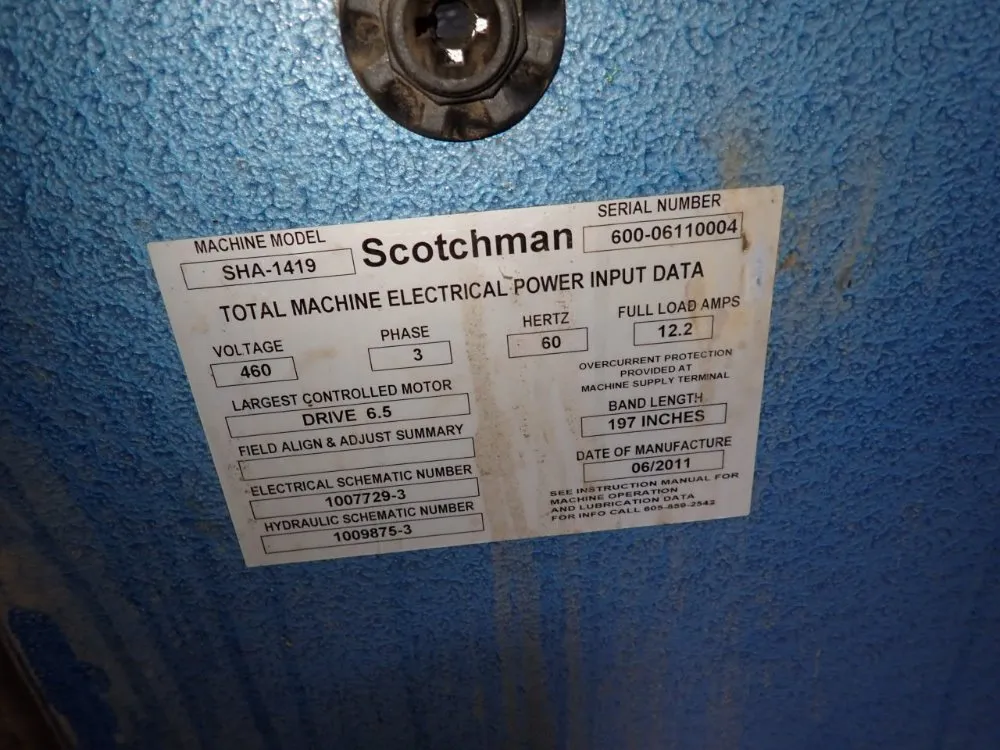 MACHINE MODEL
SHA-1419
Scotchman
SERIAL NUMBER
600-06110004
TOTAL MACHINE ELECTRICAL POWER INPUT DATA
VOLTAGE
460
PHASE
3
HERTZ
60
FULL LOAD AMPS
12.2
OVERCURRENT PROTECTION
PROVIDED AT
MACHINE SUPPLY TERMINAL
LARGEST CONTROLLED MOTOR
DRIVE 6.5
BAND LENGTH
197 INCHES
FIELD ALIGN & ADJUST SUMMARY
DATE OF MANUFACTURE
06/2011
ELECTRICAL SCHEMATIC NUMBER
1007729-3
HYDRAULIC SCHEMATIC NUMBER
1009875-3
SEE INSTRUCTION MANUAL FOR
MACHINE OPERATION
AND LUBRICATION DATA
FOR INFO CALL 605-859-2542